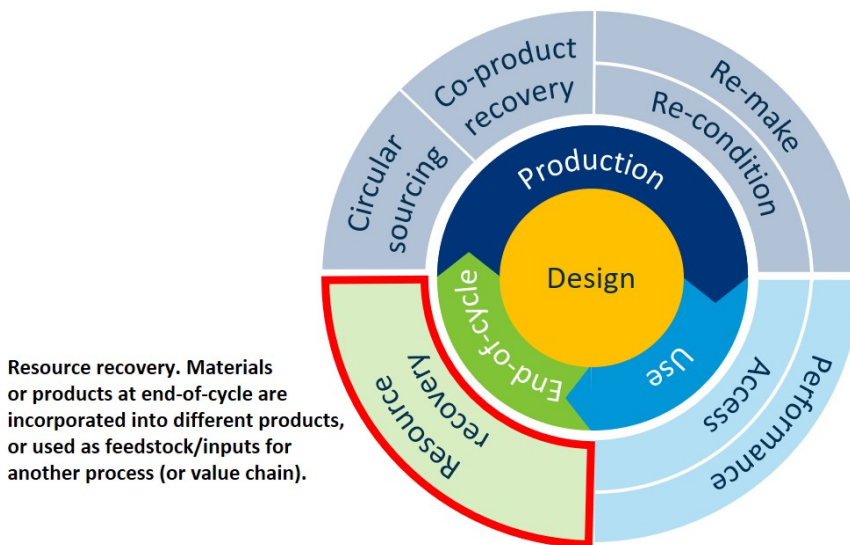 Co-product
recovery
Re-make
Re-condition
Circular
sourcing
Production
Design
End-of-cycle
Use
Resource
recovery
Access
Performance
Resource recovery. Materials
or products at end-of-cycle are
incorporated into different products,
or used as feedstock/inputs for
another process (or value chain).